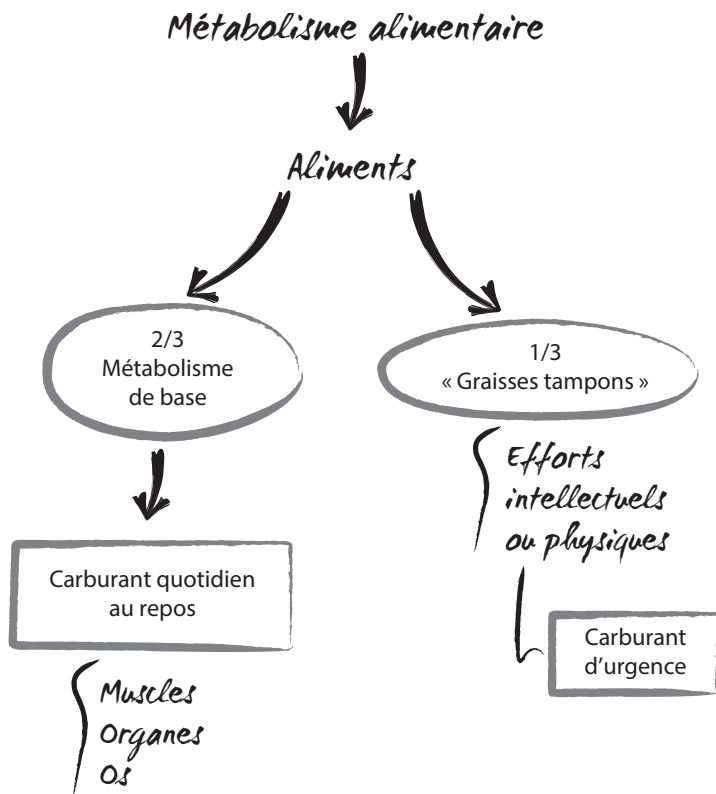 Métabolisme alimentaire
Aliments
2/3
Métabolisme
de base
1/3
« Graisses tampons »
Efforts
intellectuels
ou physiques
Carburant quotidien
au repos
Carburant
d’urgence
Muscles
Organes
Os